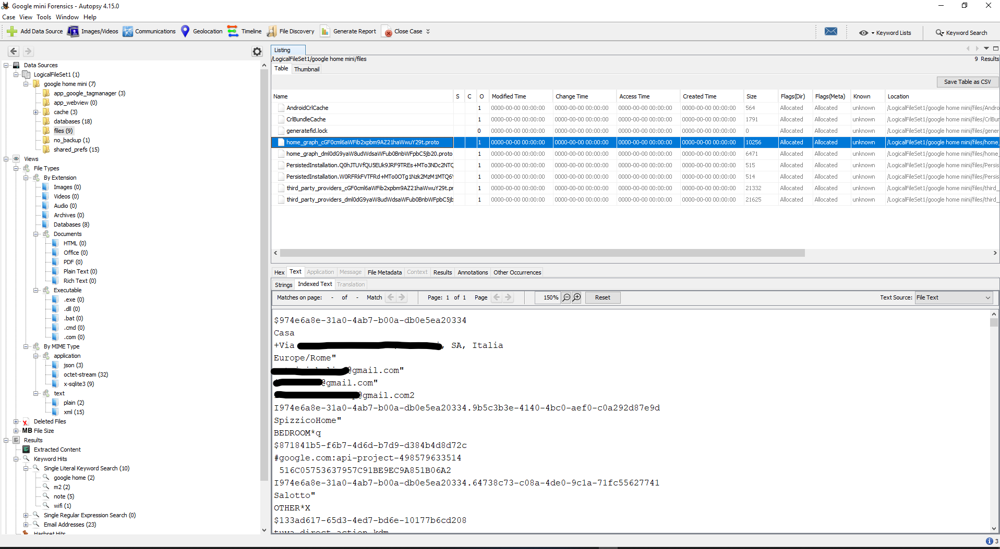 Google mini Forensics - Autopsy 4.15.0
Case View Tools Window Help
Add Data Source Images/Videos Communications Geolocation Timeline File Discovery Generate Report Close Case Keyword Lists Keyword Search
Data Sources
LogicalFileSet1 (1)
google home mini (7)
app_google_tagmanager (3)
app_webview (0)
cache (3)
databases (18)
files (9)
no_backup (1)
shared_prefs (15)
Views
File Types
By Extension
Images (0)
Videos (0)
Audio (0)
Archives (0)
Databases (8)
Documents
HTML (0)
Office (0)
PDF (0)
Plain Text (0)
Rich Text (0)
Executable
.exe (0)
.dll (0)
.bat (0)
.cmd (0)
.com (0)
By MIME Type
application
json (3)
octet-stream (32)
x-sqlite3 (9)
text
plain (2)
xml (15)
Deleted Files
MB File Size
Results
Extracted Content
Keyword Hits
Single Literal Keyword Search (10)
google home (2)
m2 (2)
note (5)
wifi (1)
Single Regular Expression Search (0)
Email Addresses (23)
Hashset Hits
Listing
/LogicalFileSet1/google home mini/files
9 Results
Table Thumbnail
Save Table as CSV
Name S C O Modified Time Change Time Access Time Created Time Size Flags(Dir) Flags(Meta) Known Location
AndroidCrlCache 1 0000-00-00 00:00:00 0000-00-00 00:00:00 0000-00-00 00:00:00 0000-00-00 00:00:00 564 Allocated Allocated unknown /LogicalFileSet1/google home mini/files/Andro
CrlBundleCache 1 0000-00-00 00:00:00 0000-00-00 00:00:00 0000-00-00 00:00:00 0000-00-00 00:00:00 1791 Allocated Allocated unknown /LogicalFileSet1/google home mini/files/CrlBun
generatefid.lock 0 0000-00-00 00:00:00 0000-00-00 00:00:00 0000-00-00 00:00:00 0000-00-00 00:00:00 0 Allocated Allocated unknown /LogicalFileSet1/google home mini/files/gener
home_graph_cGF0cml6aWFib2xpbm9AZ21haWwuY29t.proto 1 0000-00-00 00:00:00 0000-00-00 00:00:00 0000-00-00 00:00:00 0000-00-00 00:00:00 10256 Allocated Allocated unknown /LogicalFileSet1/google home mini/files/home_
home_graph_dml0dG9yaW8udWdsaWFub0BnbWFpbC5jb20.proto 1 0000-00-00 00:00:00 0000-00-00 00:00:00 0000-00-00 00:00:00 0000-00-00 00:00:00 6471 Allocated Allocated unknown /LogicalFileSet1/google home mini/files/home_
PersistedInstallation.Q0hJTUVfQU5EUk9JRF9TREs+MTo3NDc2NTQ 1 0000-00-00 00:00:00 0000-00-00 00:00:00 0000-00-00 00:00:00 0000-00-00 00:00:00 515 Allocated Allocated unknown /LogicalFileSet1/google home mini/files/Persis
PersistedInstallation.W0RFRkFVTFRd+MTo0OTg1Nzk2MzM1MTQ6Y 1 0000-00-00 00:00:00 0000-00-00 00:00:00 0000-00-00 00:00:00 0000-00-00 00:00:00 514 Allocated Allocated unknown /LogicalFileSet1/google home mini/files/Persis
third_party_providers_cGF0cml6aWFib2xpbm9AZ21haWwuY29t.pr 1 0000-00-00 00:00:00 0000-00-00 00:00:00 0000-00-00 00:00:00 0000-00-00 00:00:00 21332 Allocated Allocated unknown /LogicalFileSet1/google home mini/files/third_
third_party_providers_dml0dG9yaW8udWdsaWFub0BnbWFpbC5jb 1 0000-00-00 00:00:00 0000-00-00 00:00:00 0000-00-00 00:00:00 0000-00-00 00:00:00 21625 Allocated Allocated unknown /LogicalFileSet1/google home mini/files/third_
Hex Text Application Message File Metadata Context Results Annotations Other Occurrences
Strings Indexed Text Translation
Matches on page: - of - Match Page: 1 of 1 Page 150% Reset Text Source: File Text
$974e6a8e-31a0-4ab7-b00a-db0e5ea20334
Casa
+Via , SA, Italia
Europe/Rome"
@gmail.com"
@gmail.com"
@gmail.com2
I974e6a8e-31a0-4ab7-b00a-db0e5ea20334.9b5c3b3e-4140-4bc0-aef0-c0a292d87e9d
SpizzicoHome"
BEDROOM*q
$871841b5-f6b7-4d6d-b7d9-d384b4d8d72c
#google.com:api-project-498579633514
516C05753637957C91BE9EC9A851B06A2
I974e6a8e-31a0-4ab7-b00a-db0e5ea20334.64738c73-c08a-4de0-9c1a-71fc55627741
Salotto"
OTHER*X
$133ad617-65d3-4ed7-bd6e-10177b6cd208
tuya.direct.action.kdm
3